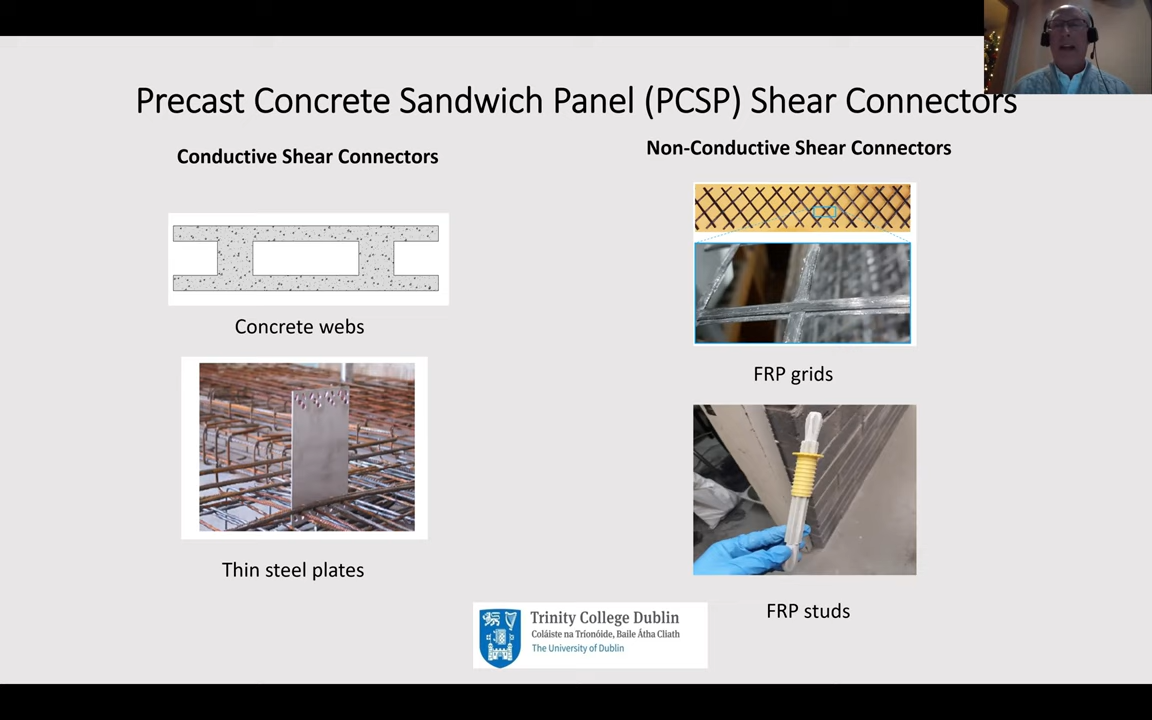 Precast Concrete Sandwich Panel (PCSP) Shear Connectors
Conductive Shear Connectors
Concrete webs
Thin steel plates
Non-Conductive Shear Connectors
FRP grids
FRP studs
Trinity College Dublin
Coláiste na Tríonóide, Baile Átha Cliath
The University of Dublin